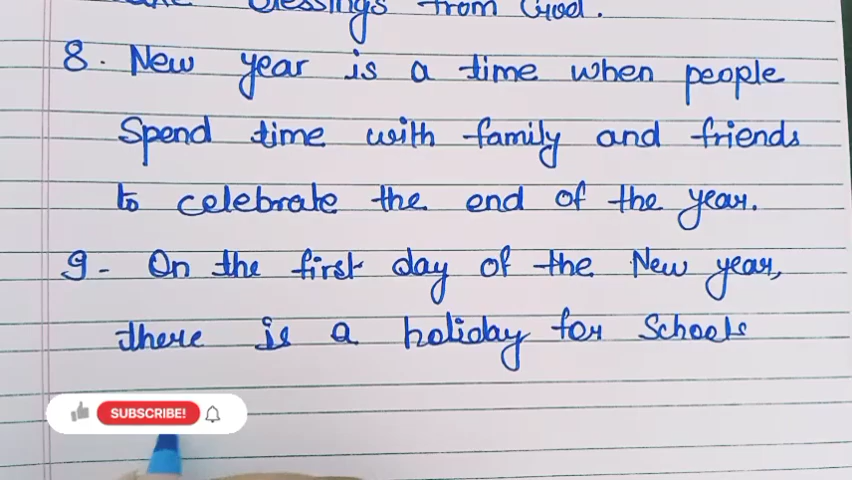 blessings from God.
8. New year is a time when people
Spend time with family and friends
to celebrate the end of the year.
9- On the first day of the New year,
there is a holiday for Schools
SUBSCRIBE!